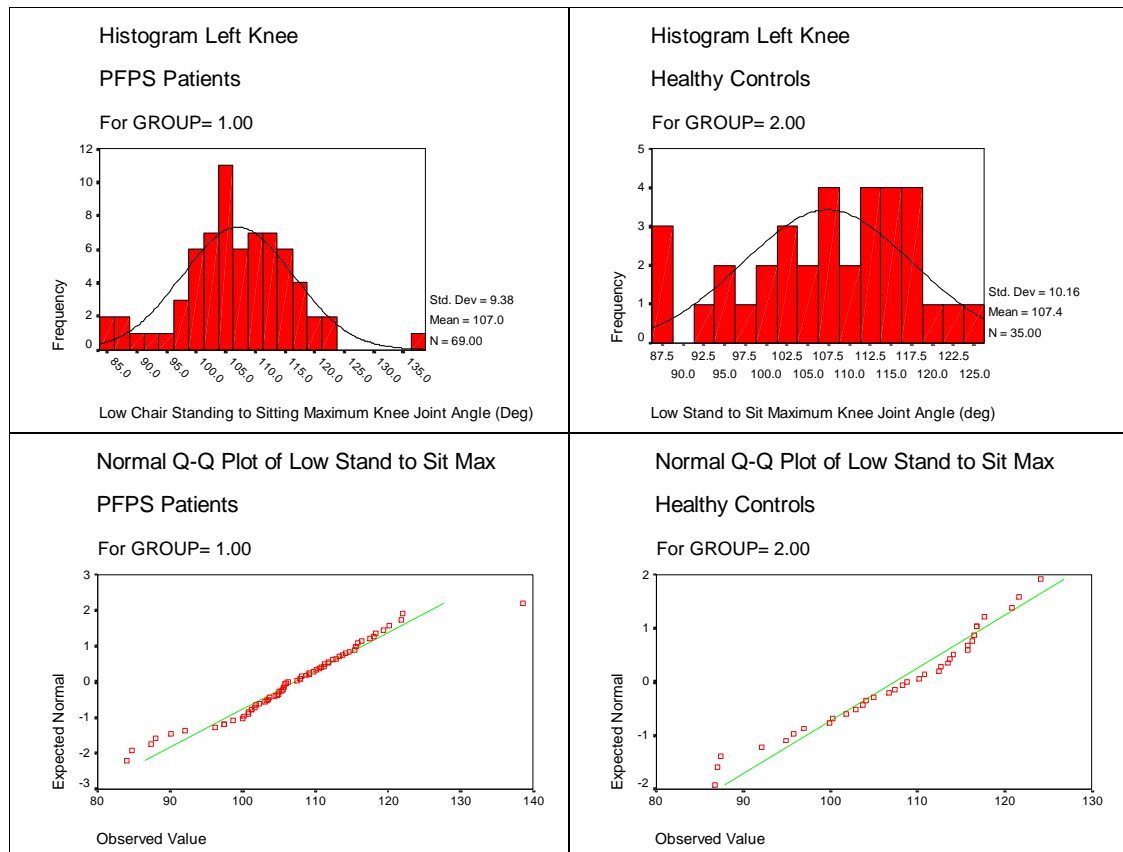 Histogram Left Knee
PFPS Patients
For GROUP= 1.00
12
10
8
6
4
2
0
Frequency
Std. Dev = 9.38
Mean = 107.0
N = 69.00
85.0 90.0 95.0 100.0 105.0 110.0 115.0 120.0 125.0 130.0 135.0
Low Chair Standing to Sitting Maximum Knee Joint Angle (Deg)
Histogram Left Knee
Healthy Controls
For GROUP= 2.00
5
4
3
2
1
0
Frequency
Std. Dev = 10.16
Mean = 107.4
N = 35.00
87.5 92.5 97.5 102.5 107.5 112.5 117.5 122.5
90.0 95.0 100.0 105.0 110.0 115.0 120.0 125.0
Low Stand to Sit Maximum Knee Joint Angle (deg)
Normal Q-Q Plot of Low Stand to Sit Max
PFPS Patients
For GROUP= 1.00
3
2
1
0
-1
-2
-3
Expected Normal
80 90 100 110 120 130 140
Observed Value
Normal Q-Q Plot of Low Stand to Sit Max
Healthy Controls
For GROUP= 2.00
2
1
0
-1
-2
Expected Normal
80 90 100 110 120 130
Observed Value